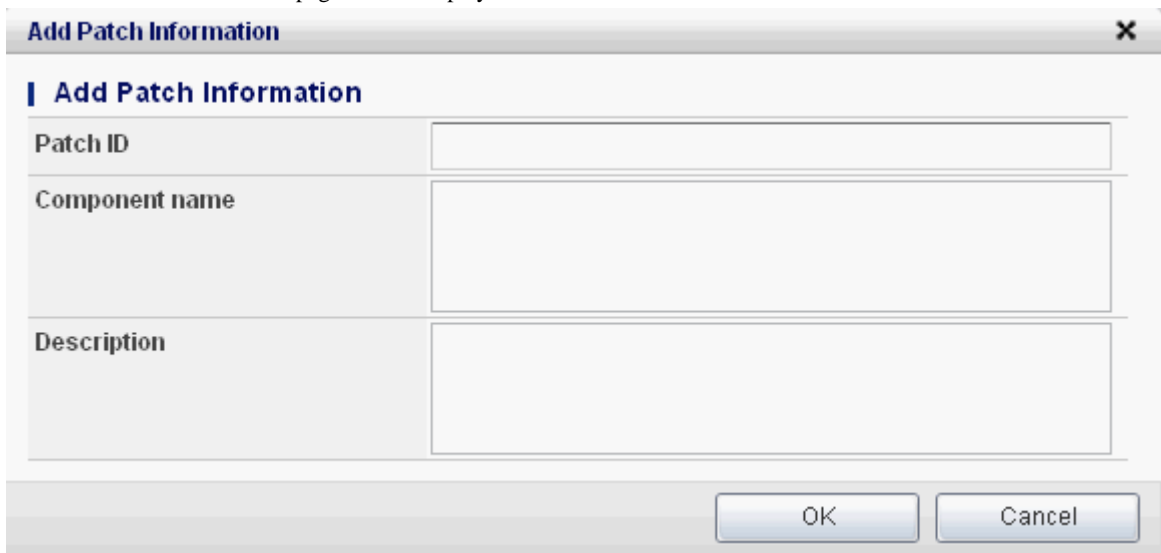 Add Patch Information
Add Patch Information
Patch ID
Component name
Description
OK Cancel